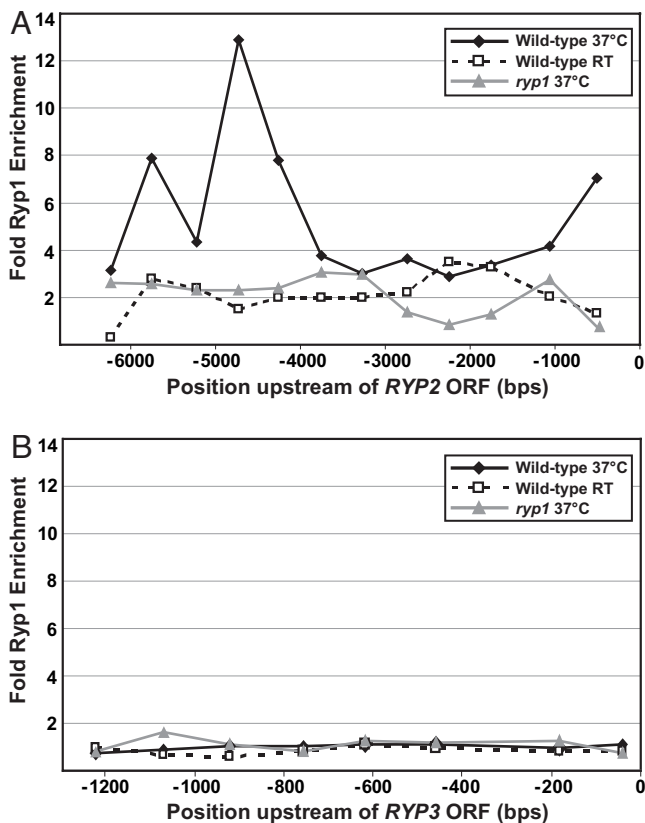 A
14
12
10
8
6
4
2
Fold Ryp1 Enrichment
Wild-type 37°C
Wild-type RT
ryp1 37°C
-6000 -5000 -4000 -3000 -2000 -1000 0
Position upstream of RYP2 ORF (bps)
B
14
12
10
8
6
4
2
Fold Ryp1 Enrichment
Wild-type 37°C
Wild-type RT
ryp1 37°C
-1200 -1000 -800 -600 -400 -200 0
Position upstream of RYP3 ORF (bps)